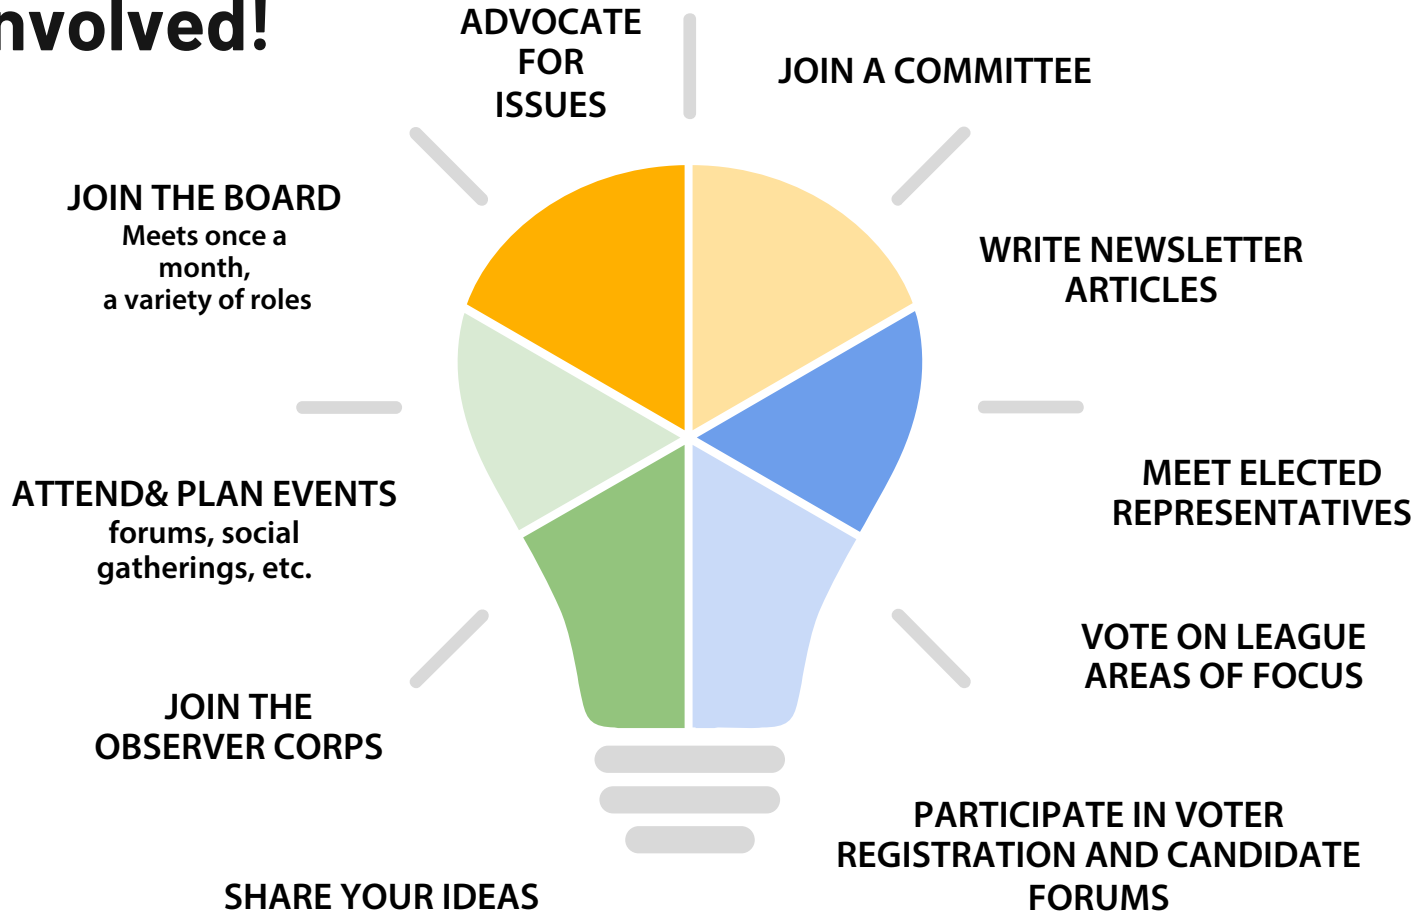 nvolved!
ADVOCATE
FOR
ISSUES
JOIN A COMMITTEE
JOIN THE BOARD
Meets once a
month,
a variety of roles
WRITE NEWSLETTER
ARTICLES
ATTEND& PLAN EVENTS
forums, social
gatherings, etc.
MEET ELECTED
REPRESENTATIVES
VOTE ON LEAGUE
AREAS OF FOCUS
JOIN THE
OBSERVER CORPS
PARTICIPATE IN VOTER
REGISTRATION AND CANDIDATE
FORUMS
SHARE YOUR IDEAS